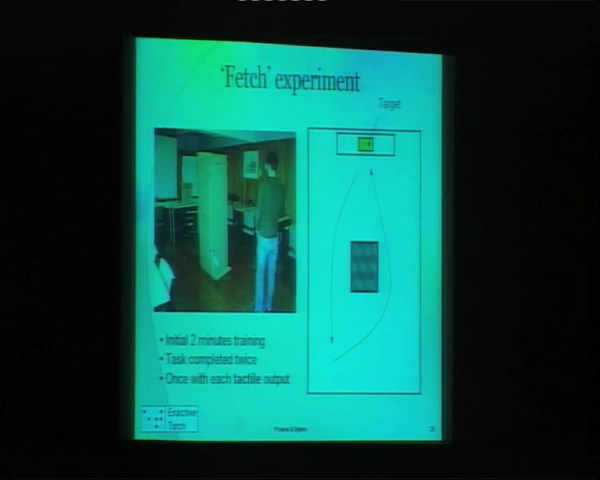 'Fetch' experiment
Target
• Initial 2 minutes training
• Task completed twice
• Once with each tactile output
Enactive
Torch